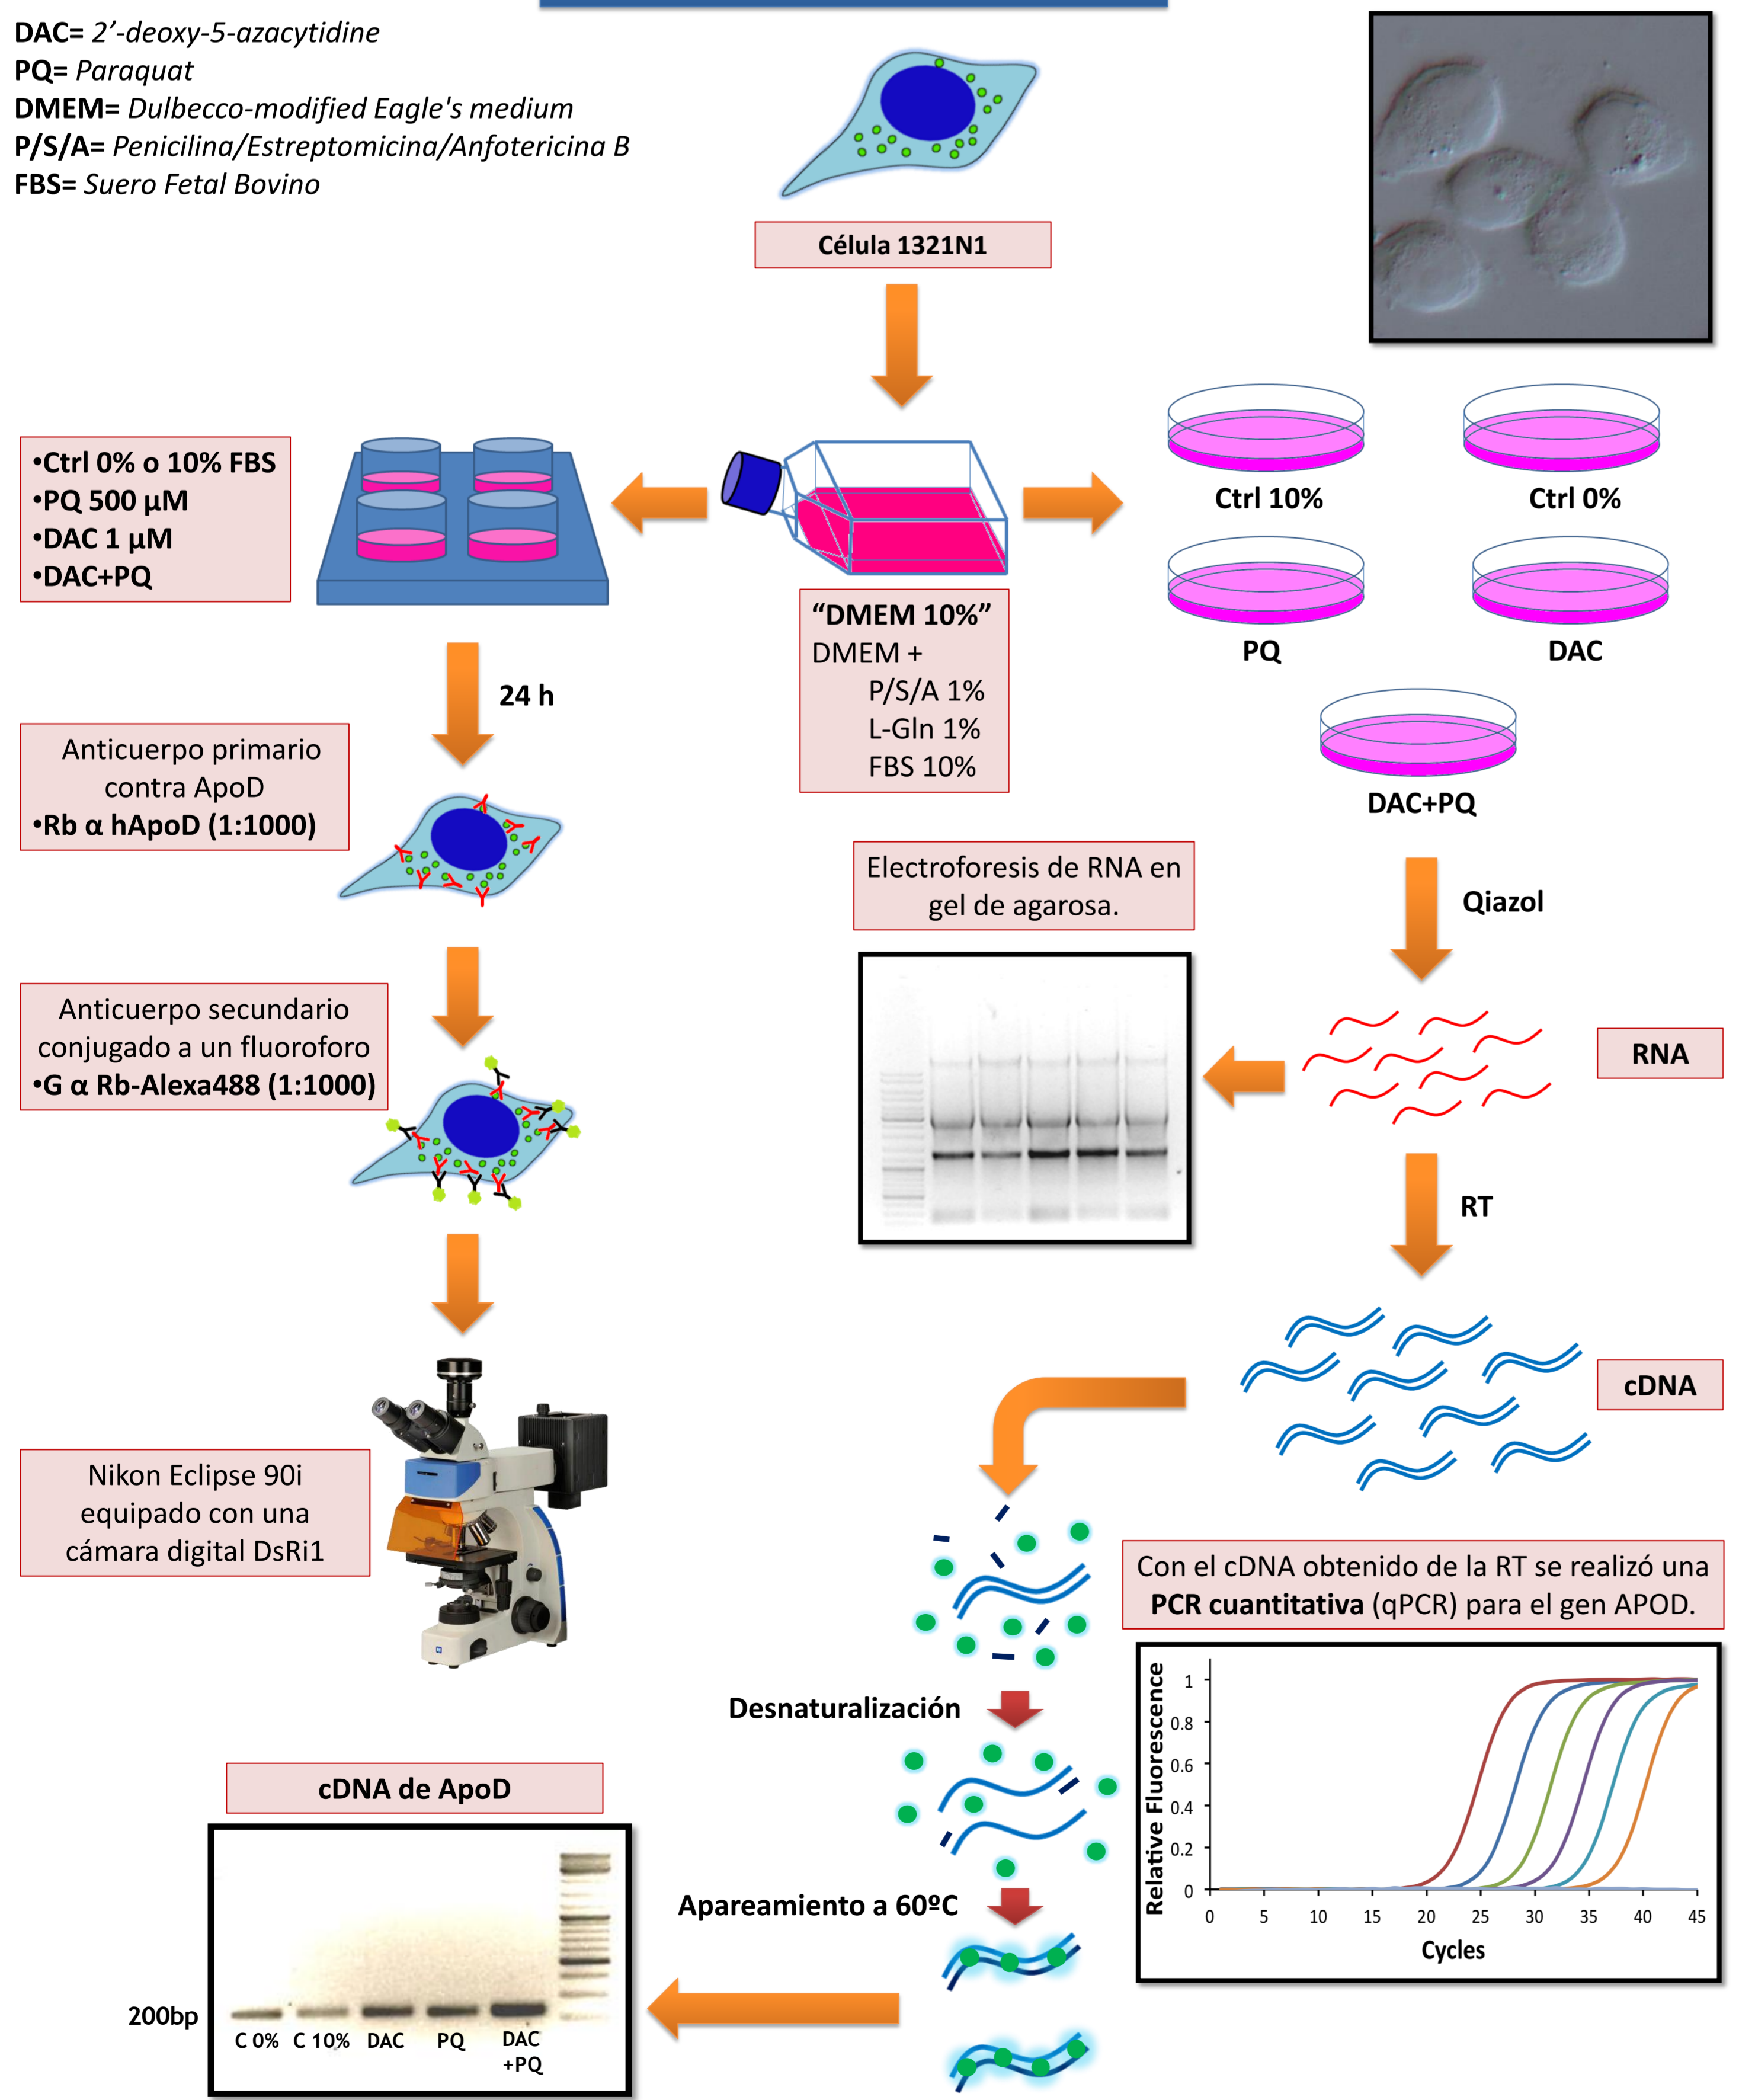 DAC= 2’-deoxy-5-azacytidine
PQ= Paraquat
DMEM= Dulbecco-modified Eagle's medium
P/S/A= Penicilina/Estreptomicina/Anfotericina B
FBS= Suero Fetal Bovino
Célula 1321N1
•Ctrl 0% o 10% FBS
•PQ 500 µM
•DAC 1 µM
•DAC+PQ
“DMEM 10%”
DMEM +
P/S/A 1%
L-Gln 1%
FBS 10%
Ctrl 10%
Ctrl 0%
PQ
DAC
DAC+PQ
24 h
Anticuerpo primario
contra ApoD
•Rb α hApoD (1:1000)
Anticuerpo secundario
conjugado a un fluoroforo
•G α Rb-Alexa488 (1:1000)
Nikon Eclipse 90i
equipado con una
cámara digital DsRi1
Electroforesis de RNA en
gel de agarosa.
Qiazol
RNA
RT
cDNA
Con el cDNA obtenido de la RT se realizó una
PCR cuantitativa (qPCR) para el gen APOD.
Relative Fluorescence
1
0.8
0.6
0.4
0.2
0
0 5 10 15 20 25 30 35 40 45
Cycles
Desnaturalización
Apareamiento a 60ºC
cDNA de ApoD
200bp
C 0% C 10% DAC PQ DAC
+PQ